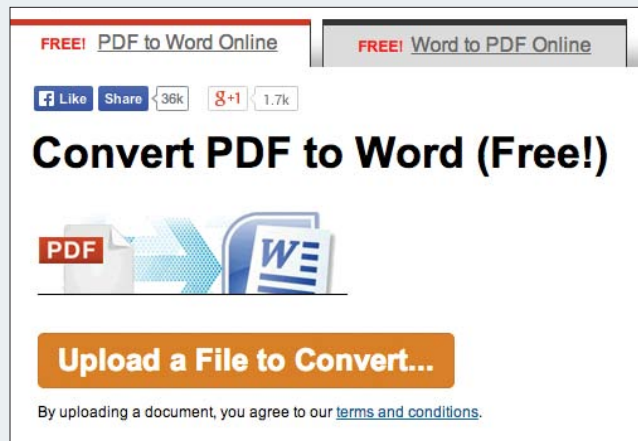 FREE! PDF to Word Online
FREE! Word to PDF Online
Like Share 36k g+1 1.7k
Convert PDF to Word (Free!)
PDF W
Upload a File to Convert...
By uploading a document, you agree to our terms and conditions.